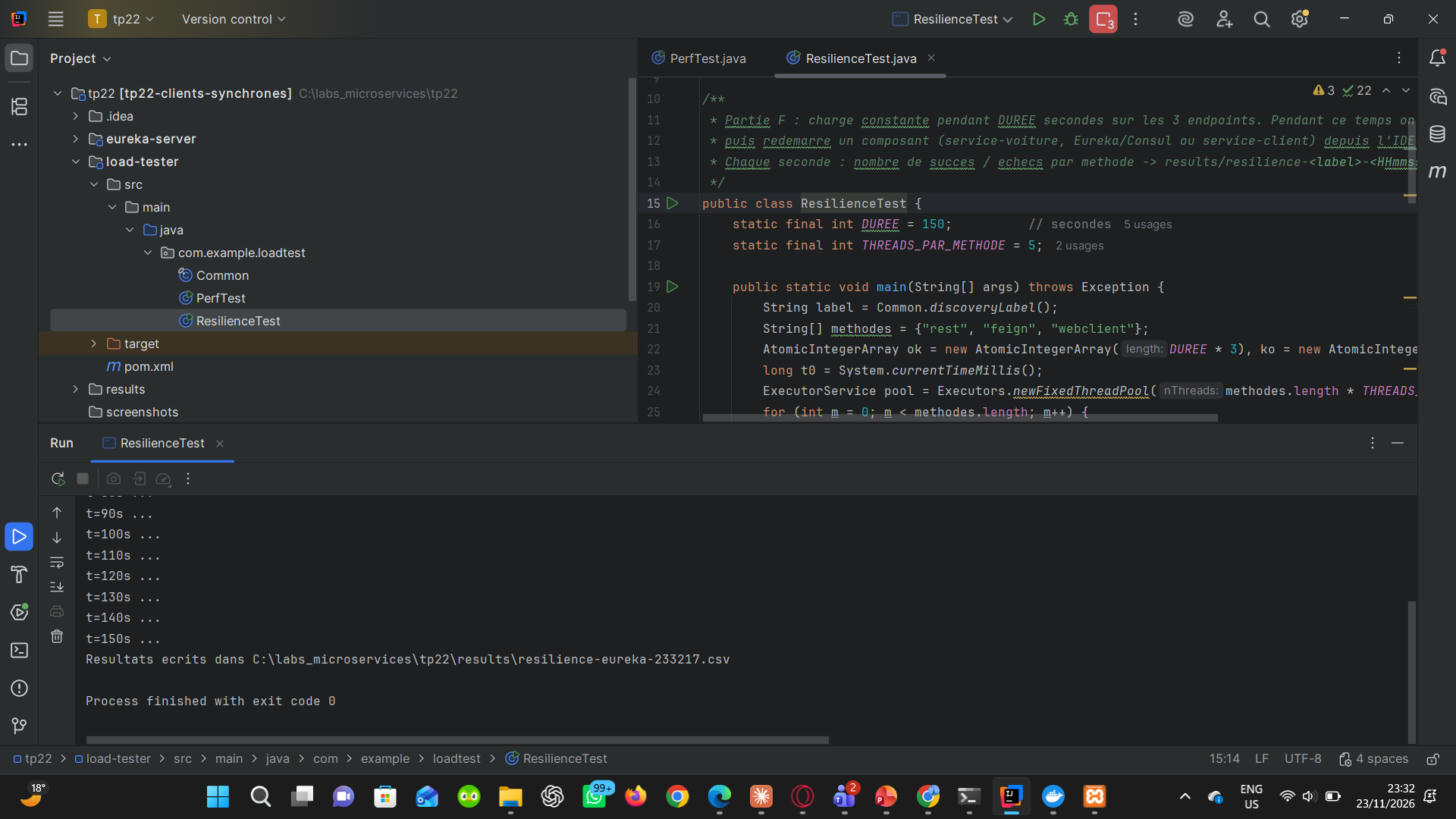 T tp22 Version control ResilienceTest 3
Project
PerfTest.java ResilienceTest.java
tp22 [tp22-clients-synchrones] C:\labs_microservices\tp22
.idea
eureka-server
load-tester
src
main
java
com.example.loadtest
Common
PerfTest
ResilienceTest
target
m pom.xml
results
screenshots
3 22
10 /**
11 * Partie F : charge constante pendant DUREE secondes sur les 3 endpoints. Pendant ce temps on
12 * puis redemarre un composant (service-voiture, Eureka/Consul ou service-client) depuis l'IDE
13 * Chaque seconde : nombre de succes / echecs par methode -> results/resilience-<label>-<HHmms
14 */
15 public class ResilienceTest {
16 static final int DUREE = 150; // secondes 5 usages
17 static final int THREADS_PAR_METHODE = 5; 2 usages
18
19 public static void main(String[] args) throws Exception {
20 String label = Common.discoveryLabel();
21 String[] methodes = {"rest", "feign", "webclient"};
22 AtomicIntegerArray ok = new AtomicIntegerArray( length: DUREE * 3), ko = new AtomicIntege
23 long t0 = System.currentTimeMillis();
24 ExecutorService pool = Executors.newFixedThreadPool( nThreads: methodes.length * THREADS_
25 for (int m = 0; m < methodes.length; m++) {
m
Run ResilienceTest
t=90s ...
t=100s ...
t=110s ...
t=120s ...
t=130s ...
t=140s ...
t=150s ...
Resultats ecrits dans C:\labs_microservices\tp22\results\resilience-eureka-233217.csv
Process finished with exit code 0
tp22 > load-tester > src > main > java > com > example > loadtest > ResilienceTest 15:14 LF UTF-8 4 spaces
18° 99+ 2 ENG
US
23:32
23/11/2026